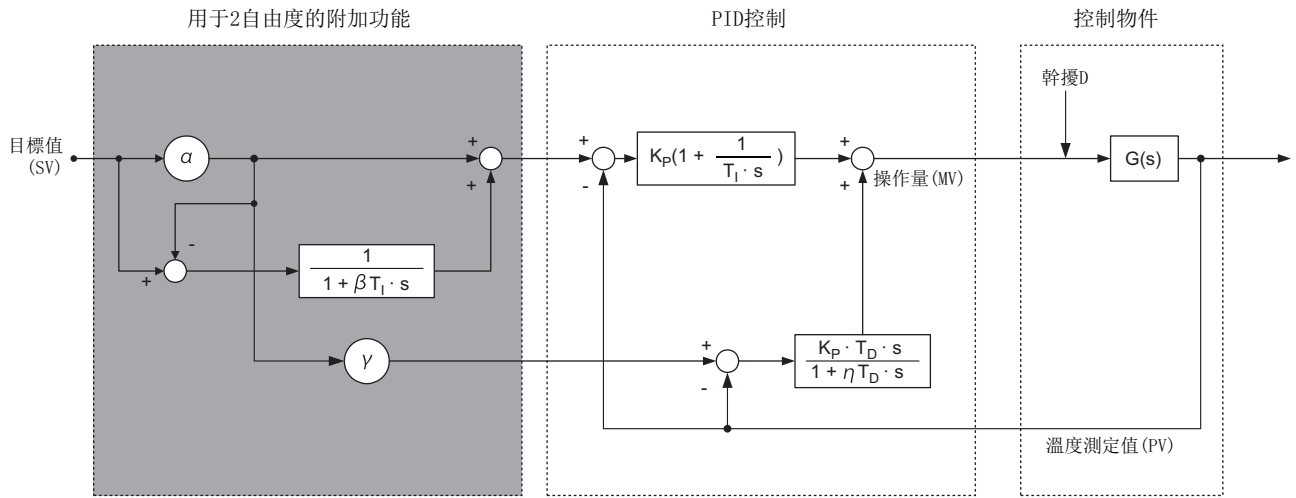 用于2自由度的附加功能
PID控制
控制物件
幹擾D
目標值
(SV)
α
+
+
+
-
K_P(1 + 1/(T_I · s))
+
+
操作量(MV)
G(s)
-
+
1/(1 + βT_I · s)
γ
+
-
K_P · T_D · s/(1 + ηT_D · s)
溫度測定值(PV)